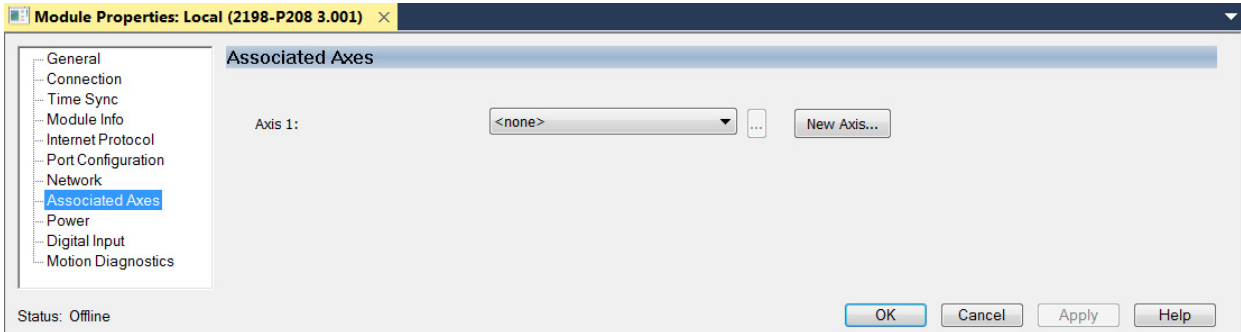 Module Properties: Local (2198-P208 3.001) ×
General
Connection
Time Sync
Module Info
Internet Protocol
Port Configuration
Network
Associated Axes
Power
Digital Input
Motion Diagnostics
Associated Axes
Axis 1: <none> ... New Axis...
Status: Offline OK Cancel Apply Help